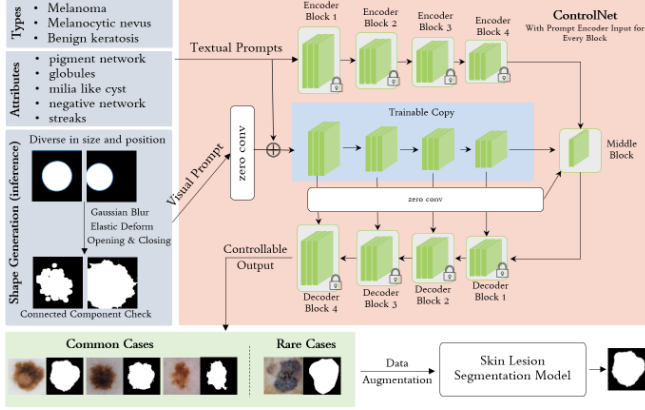 Types
• Melanoma
• Melanocytic nevus
• Benign keratosis
Attributes
• pigment network
• globules
• milia like cyst
• negative network
• streaks
Shape Generation (inference)
Diverse in size and position
Gaussian Blur
Elastic Deform
Opening & Closing
Connected Component Check
Textual Prompts
Visual Prompt
zero conv
Encoder
Block 1
Encoder
Block 2
Encoder
Block 3
Encoder
Block 4
ControlNet
With Prompt Encoder Input for
Every Block
Trainable Copy
Middle
Block
zero conv
Controllable
Output
Decoder
Block 4
Decoder
Block 3
Decoder
Block 2
Decoder
Block 1
Common Cases
Rare Cases
Data
Augmentation
Skin Lesion
Segmentation Model